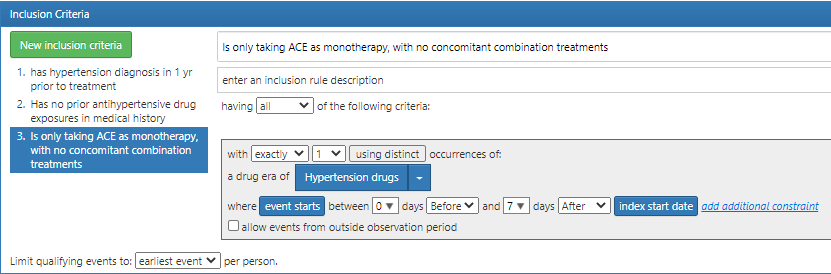 Inclusion Criteria
New inclusion criteria
1. has hypertension diagnosis in 1 yr
prior to treatment
2. Has no prior antihypertensive drug
exposures in medical history
3. Is only taking ACE as monotherapy,
with no concomitant combination
treatments
Is only taking ACE as monotherapy, with no concomitant combination treatments
enter an inclusion rule description
having all of the following criteria:
with exactly 1 using distinct occurrences of:
a drug era of Hypertension drugs
where event starts between 0 days Before and 7 days After index start date add additional constraint
allow events from outside observation period
Limit qualifying events to: earliest event per person.